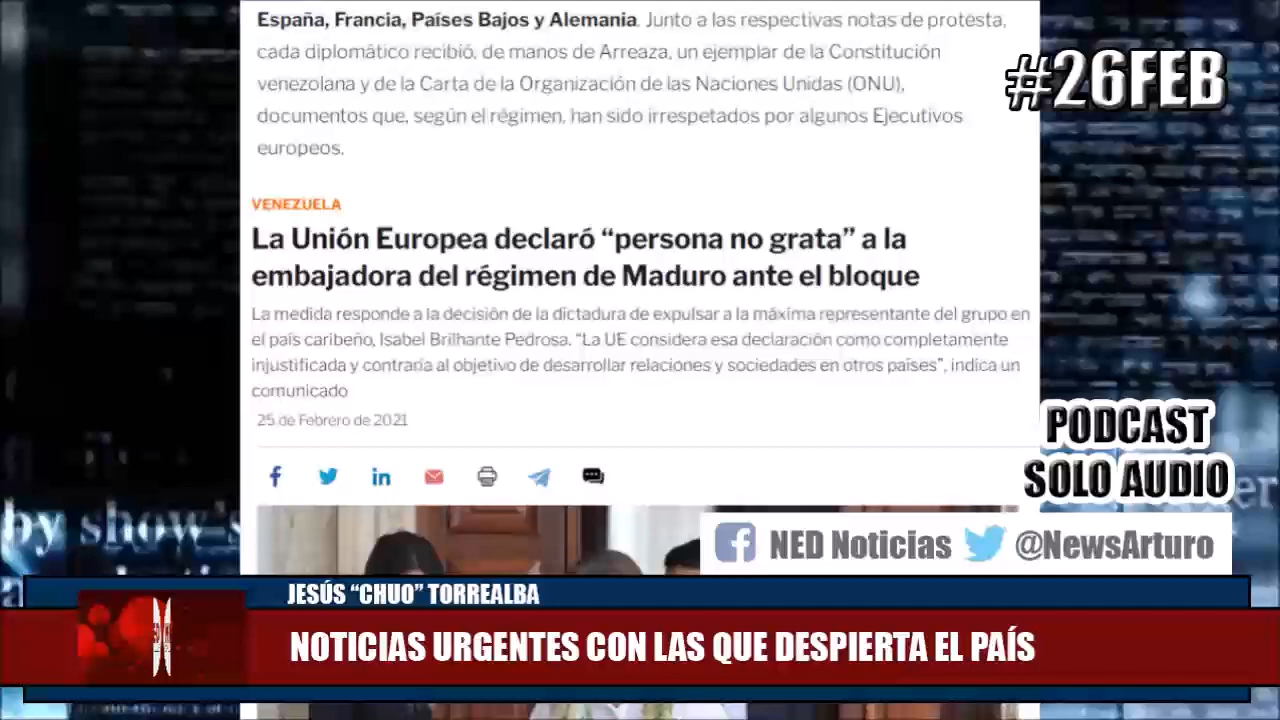 España, Francia, Países Bajos y Alemania. Junto a las respectivas notas de protesta,
cada diplomático recibió, de manos de Arreaza, un ejemplar de la Constitución
venezolana y de la Carta de la Organización de las Naciones Unidas (ONU),
documentos que, según el régimen, han sido irrespetados por algunos Ejecutivos
europeos.
#26FEB
VENEZUELA
La Unión Europea declaró “persona no grata” a la
embajadora del régimen de Maduro ante el bloque
La medida responde a la decisión de la dictadura de expulsar a la máxima representante del grupo en
el país caribeño, Isabel Brilhante Pedrosa. “La UE considera esa declaración como completamente
injustificada y contraria al objetivo de desarrollar relaciones y sociedades en otros países”, indica un
comunicado
25 de Febrero de 2021
PODCAST
SOLO AUDIO
by show's
NED Noticias @NewsArturo
JESÚS “CHUO” TORREALBA
NOTICIAS URGENTES CON LAS QUE DESPIERTA EL PAÍS